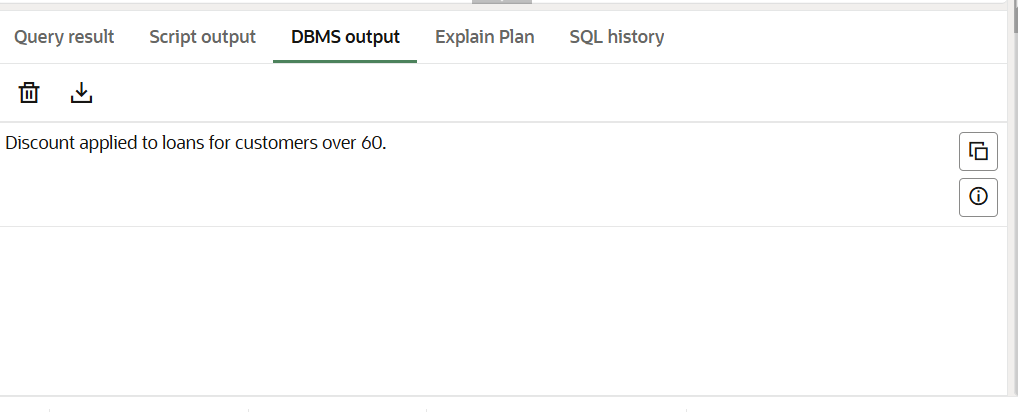 Query result Script output DBMS output Explain Plan SQL history
Discount applied to loans for customers over 60.